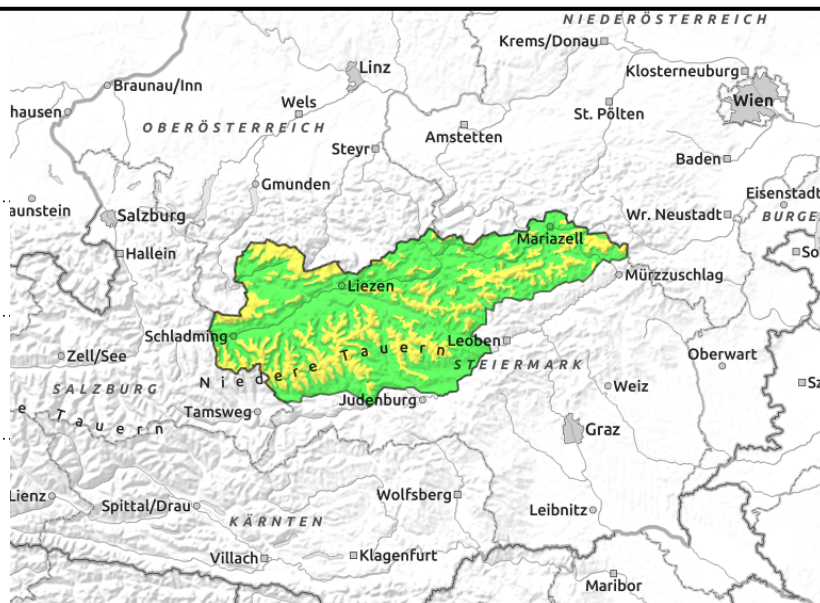 NIEDERÖSTERREICH
Krems/Donau
Linz
Klosterneuburg
Braunau/Inn
Wels
Wien
hausen
St. Pölten
OBERÖSTERREICH
Amstetten
Steyr
Baden
Gmunden
Eisenstadt
aunstein
Salzburg
Wr. Neustadt
BURGE
Mariazell
Hallein
So
Mürzzuschlag
Liezen
Schladming
Leoben
Zell/See
Niedere Tauern
STEIERMARK
Oberwart
SALZBURG
Weiz
Sz
Tamsweg
Judenburg
e Tauern
Graz
Lienz
Wolfsberg
Spittal/Drau
Leibnitz
KÄRNTEN
Villach
Klagenfurt
Maribor